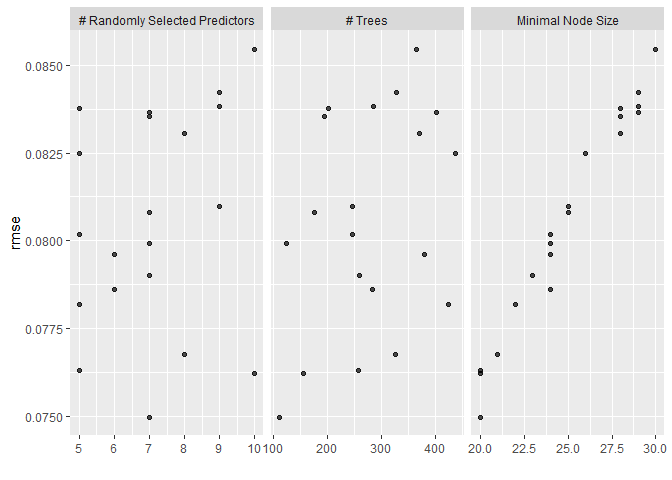 # Randomly Selected Predictors
# Trees
Minimal Node Size
rmse
0.0850
0.0825
0.0800
0.0775
0.0750
5 6 7 8 9 10
100 200 300 400
20.0 22.5 25.0 27.5 30.0